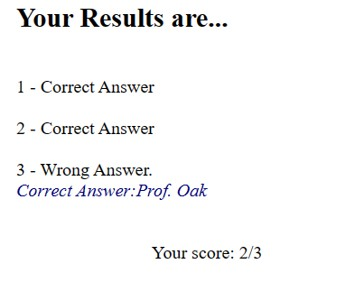 Your Results are...
1 - Correct Answer
2 - Correct Answer
3 - Wrong Answer.
Correct Answer:Prof. Oak
Your score: 2/3